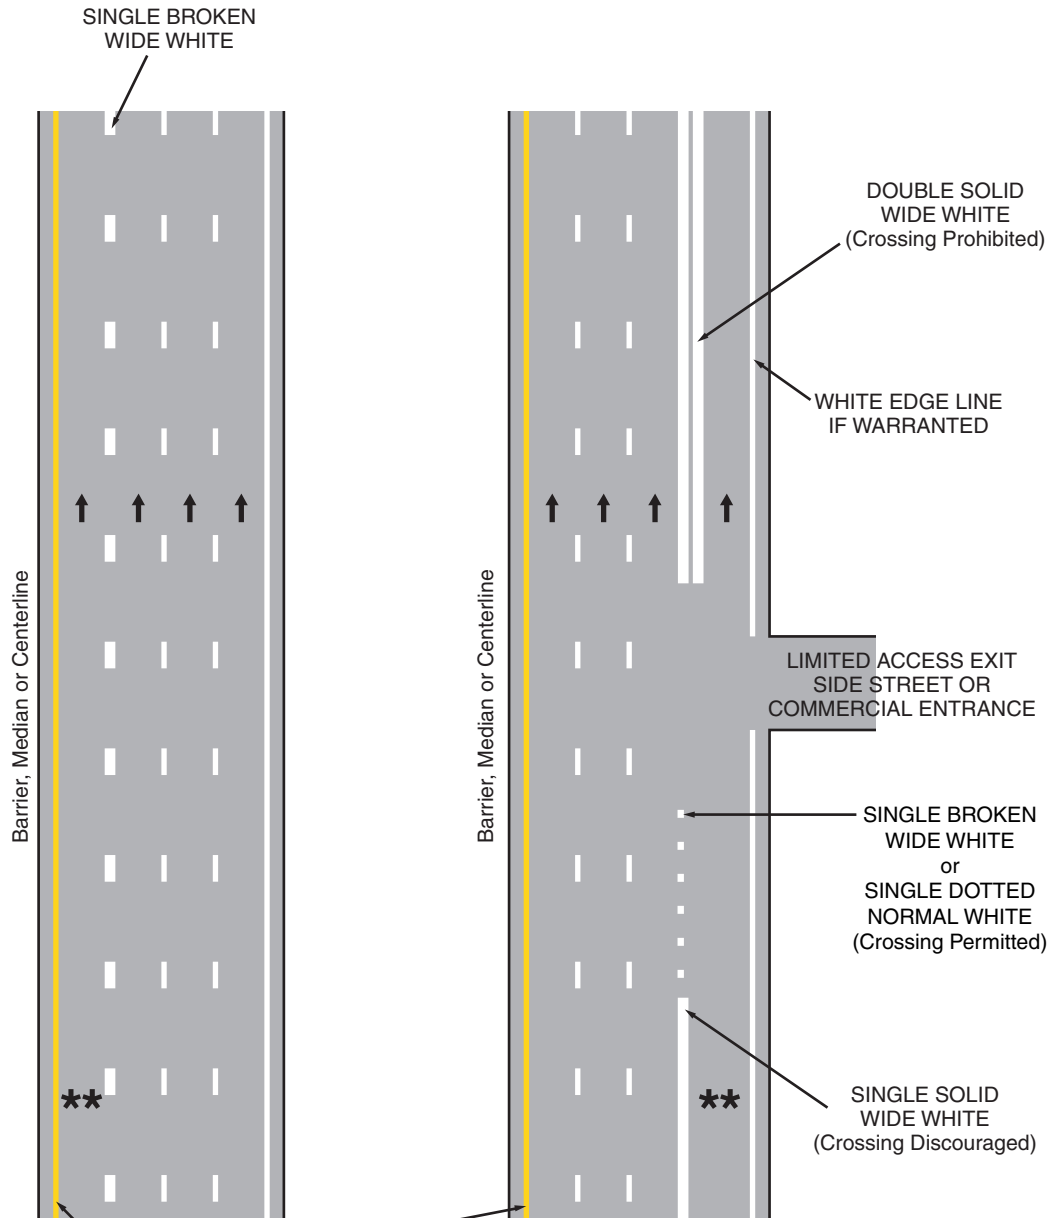 SINGLE BROKEN
WIDE WHITE
DOUBLE SOLID
WIDE WHITE
(Crossing Prohibited)
WHITE EDGE LINE
IF WARRANTED
Barrier, Median or Centerline
Barrier, Median or Centerline
LIMITED ACCESS EXIT
SIDE STREET OR
COMMERCIAL ENTRANCE
SINGLE BROKEN
WIDE WHITE
or
SINGLE DOTTED
NORMAL WHITE
(Crossing Permitted)
**
**
SINGLE SOLID
WIDE WHITE
(Crossing Discouraged)